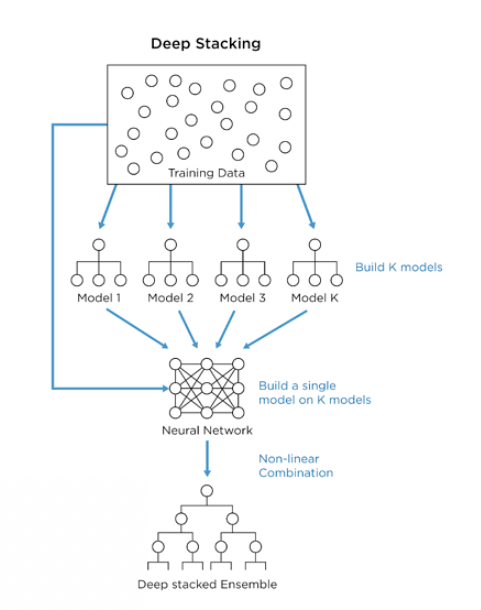 Deep Stacking
Training Data
Build K models
Model 1 Model 2 Model 3 Model K
Build a single
model on K models
Neural Network
Non-linear
Combination
Deep stacked Ensemble